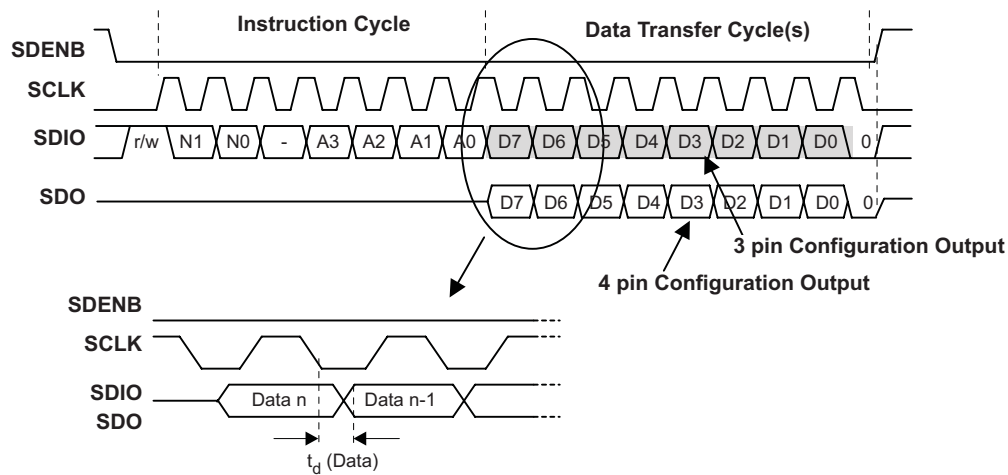 Instruction Cycle Data Transfer Cycle(s)
SDENB
SCLK
SDIO r/w N1 N0 - A3 A2 A1 A0 D7 D6 D5 D4 D3 D2 D1 D0 0
SDO D7 D6 D5 D4 D3 D2 D1 D0 0
3 pin Configuration Output
4 pin Configuration Output
SDENB
SCLK
SDIO Data n Data n-1
SDO
td (Data)